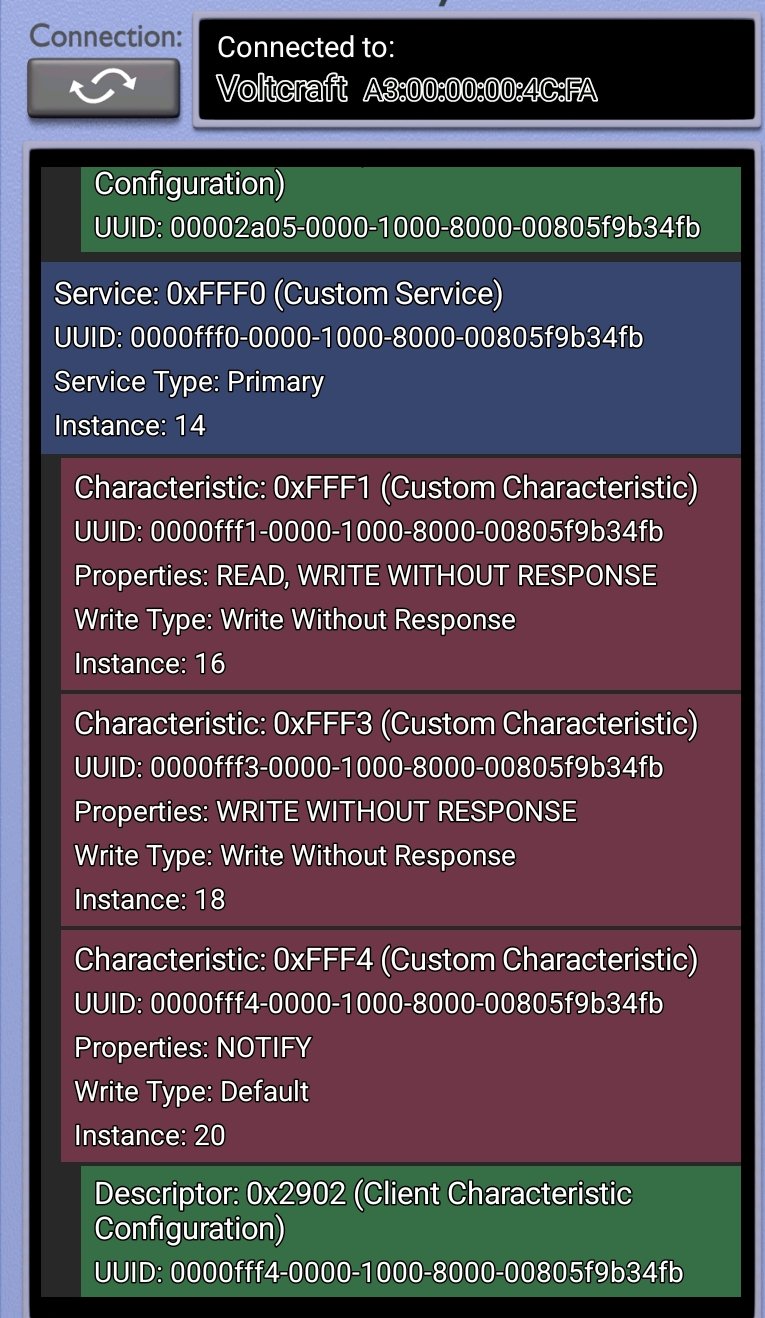 Connection:
Connected to:
Voltcraft A3:00:00:00:4C:FA
Configuration)
UUID: 00002a05-0000-1000-8000-00805f9b34fb
Service: 0xFFF0 (Custom Service)
UUID: 0000fff0-0000-1000-8000-00805f9b34fb
Service Type: Primary
Instance: 14
Characteristic: 0xFFF1 (Custom Characteristic)
UUID: 0000fff1-0000-1000-8000-00805f9b34fb
Properties: READ, WRITE WITHOUT RESPONSE
Write Type: Write Without Response
Instance: 16
Characteristic: 0xFFF3 (Custom Characteristic)
UUID: 0000fff3-0000-1000-8000-00805f9b34fb
Properties: WRITE WITHOUT RESPONSE
Write Type: Write Without Response
Instance: 18
Characteristic: 0xFFF4 (Custom Characteristic)
UUID: 0000fff4-0000-1000-8000-00805f9b34fb
Properties: NOTIFY
Write Type: Default
Instance: 20
Descriptor: 0x2902 (Client Characteristic
Configuration)
UUID: 0000fff4-0000-1000-8000-00805f9b34fb